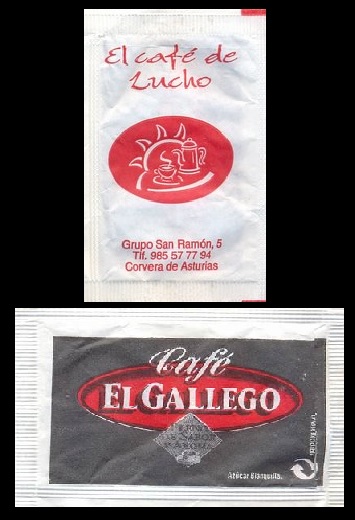 El café de
Lucho
Grupo San Ramón, 5
Tlf. 985 57 77 94
Corvera de Asturias
Café
EL GALLEGO
Azúcar Blanquilla.